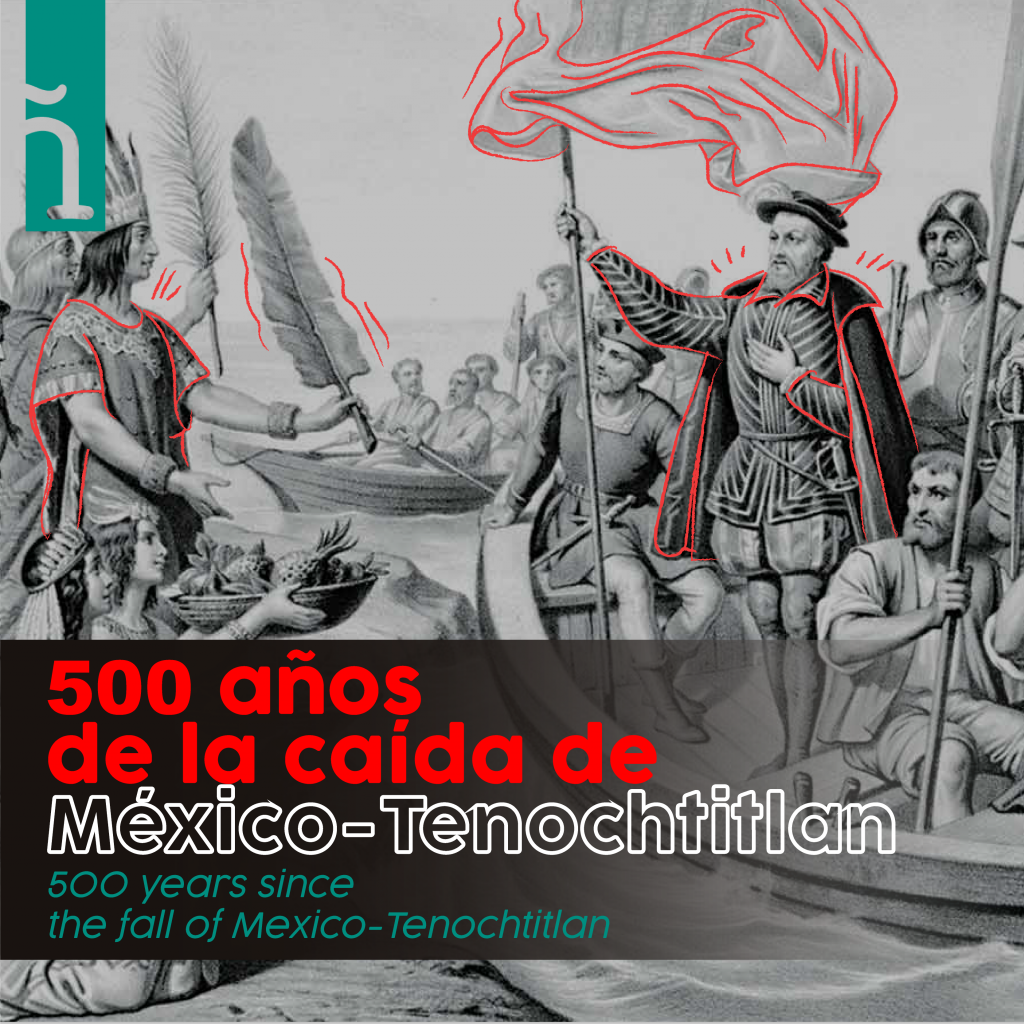 ñ
500 años
de la caída de
México-Tenochtitlan
500 years since
the fall of Mexico-Tenochtitlan